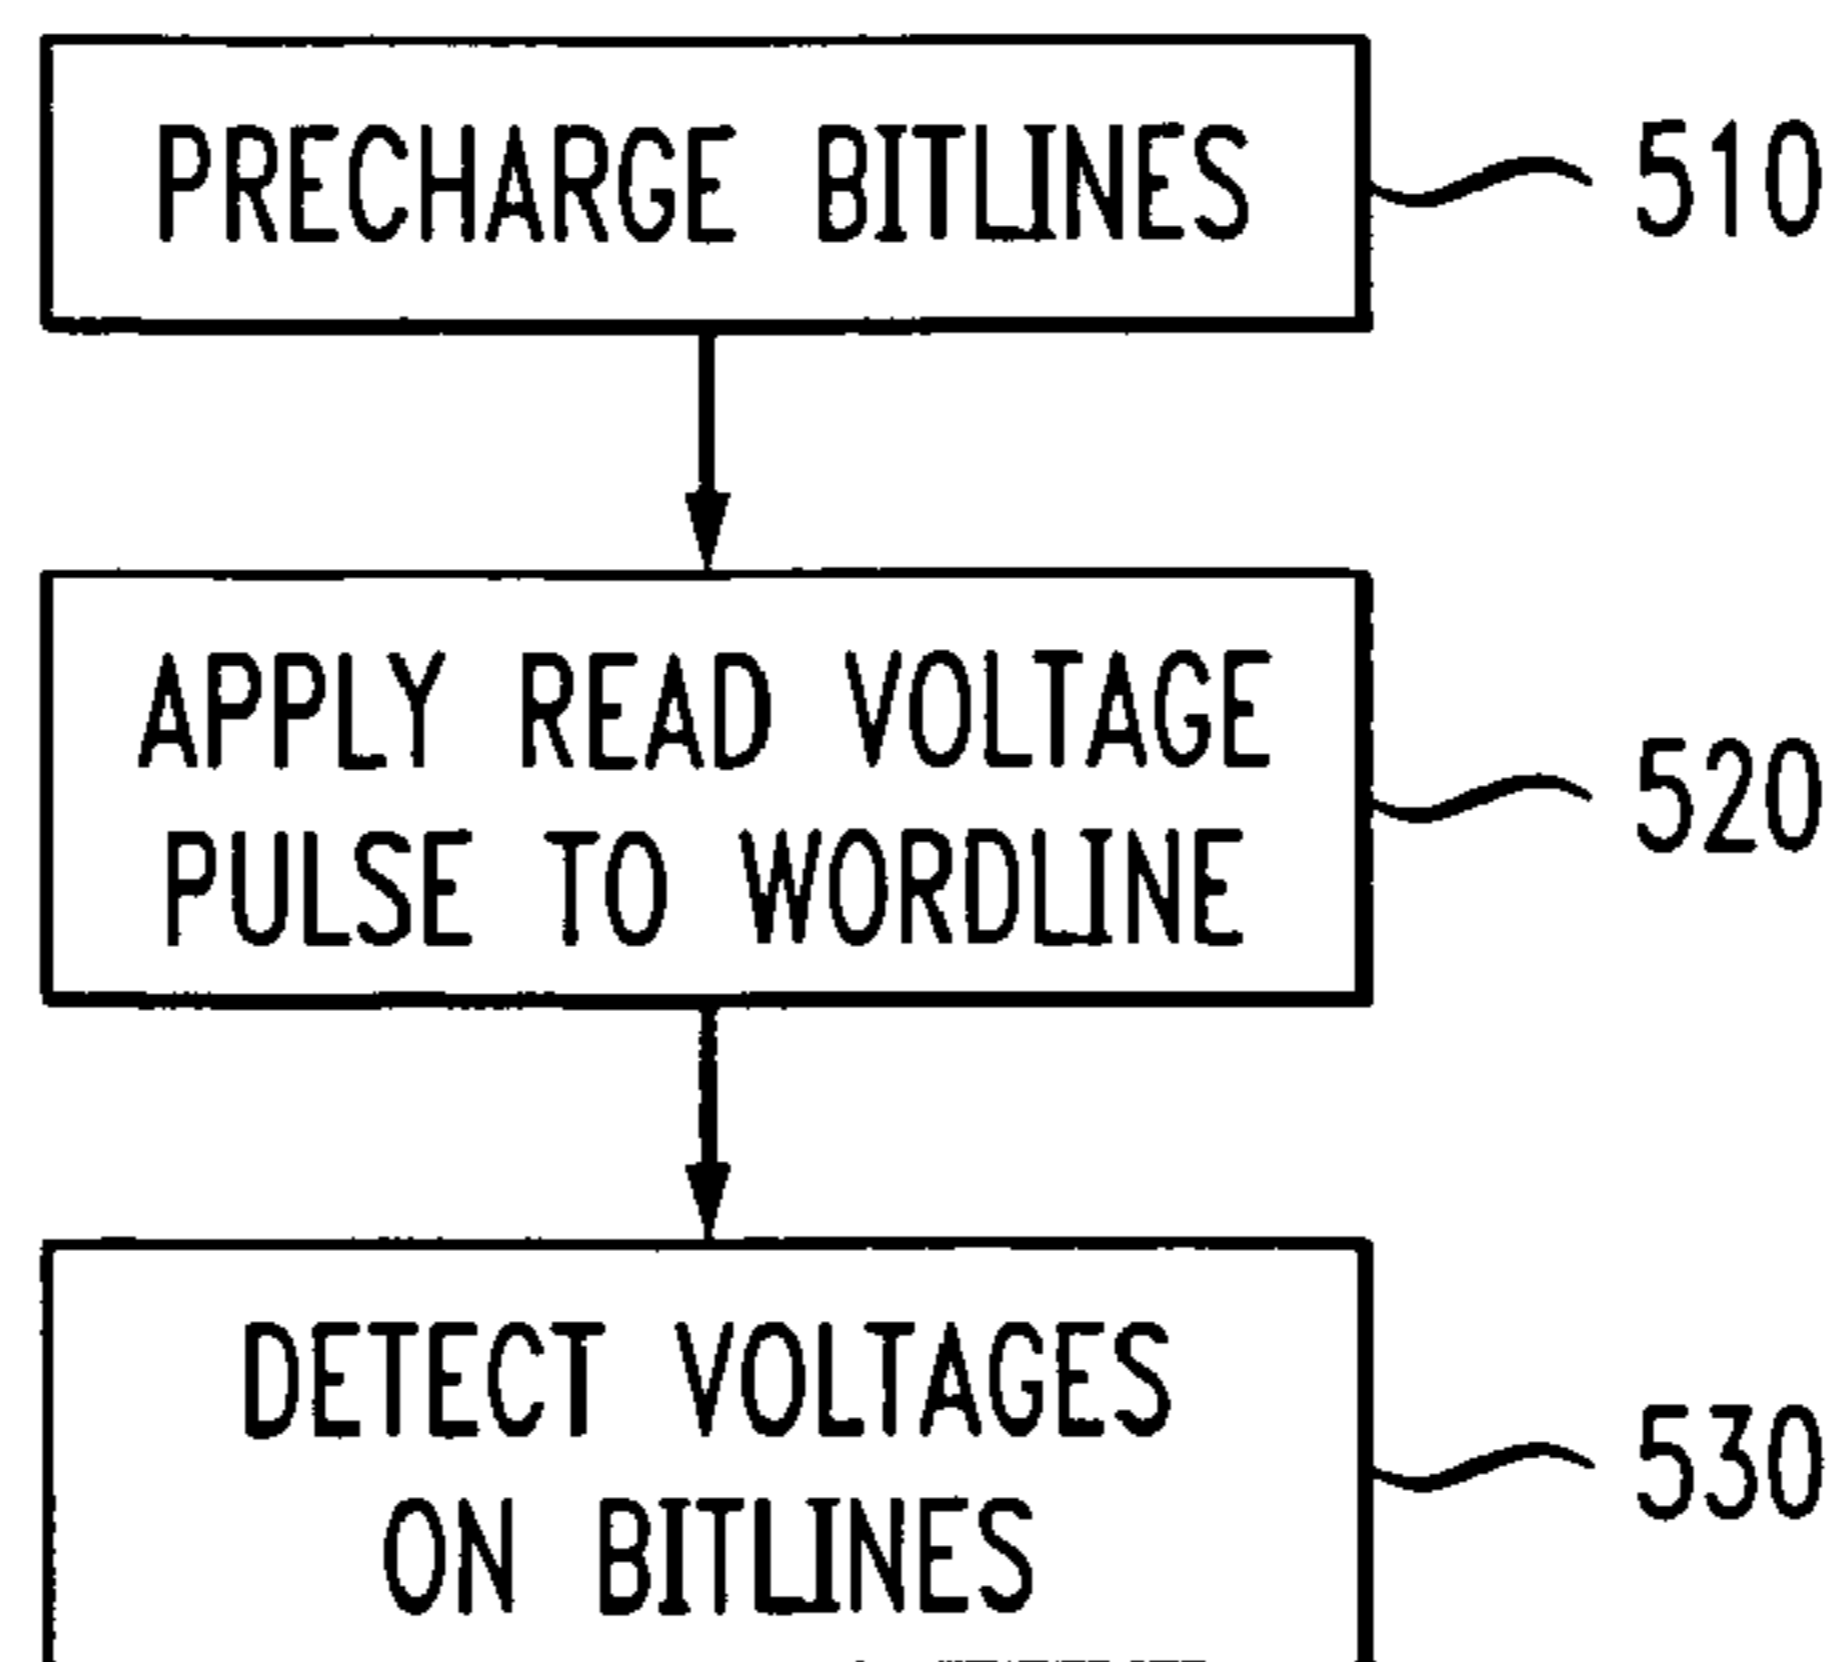 PRECHARGE BITLINES
510
APPLY READ VOLTAGE
PULSE TO WORDLINE
520
DETECT VOLTAGES
ON BITLINES
530